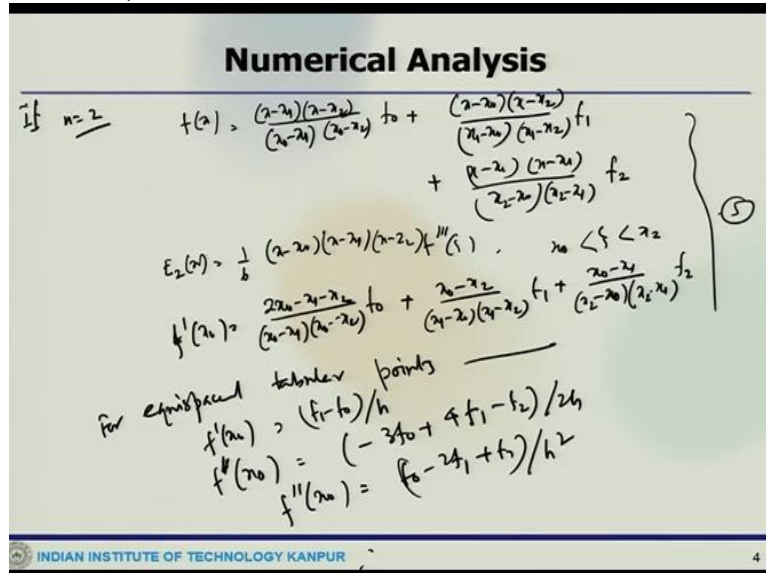 Numerical Analysis
If n=2 f(x) = (x-x₁)(x-x₂)/(x₀-x₁)(x₀-x₂) f₀ + (x-x₀)(x-x₂)/(x₁-x₀)(x₁-x₂) f₁
+ (x-x₀)(x-x₁)/(x₂-x₀)(x₂-x₁) f₂
⑤
E₂(x) = 1/6 (x-x₀)(x-x₁)(x-x₂) f'''(ξ), x₀ < ξ < x₂
f'(x₀) = 2x₀-x₁-x₂/(x₀-x₁)(x₀-x₂) f₀ + x₀-x₂/(x₁-x₀)(x₁-x₂) f₁ + x₀-x₁/(x₂-x₀)(x₂-x₁) f₂
For equispaced tabular points
f'(x₀) = (f₁-f₀)/h
f'(x₀) = (-3f₀ + 4f₁ - f₂)/2h
f''(x₀) = (f₀ - 2f₁ + f₂)/h²
INDIAN INSTITUTE OF TECHNOLOGY KANPUR
4